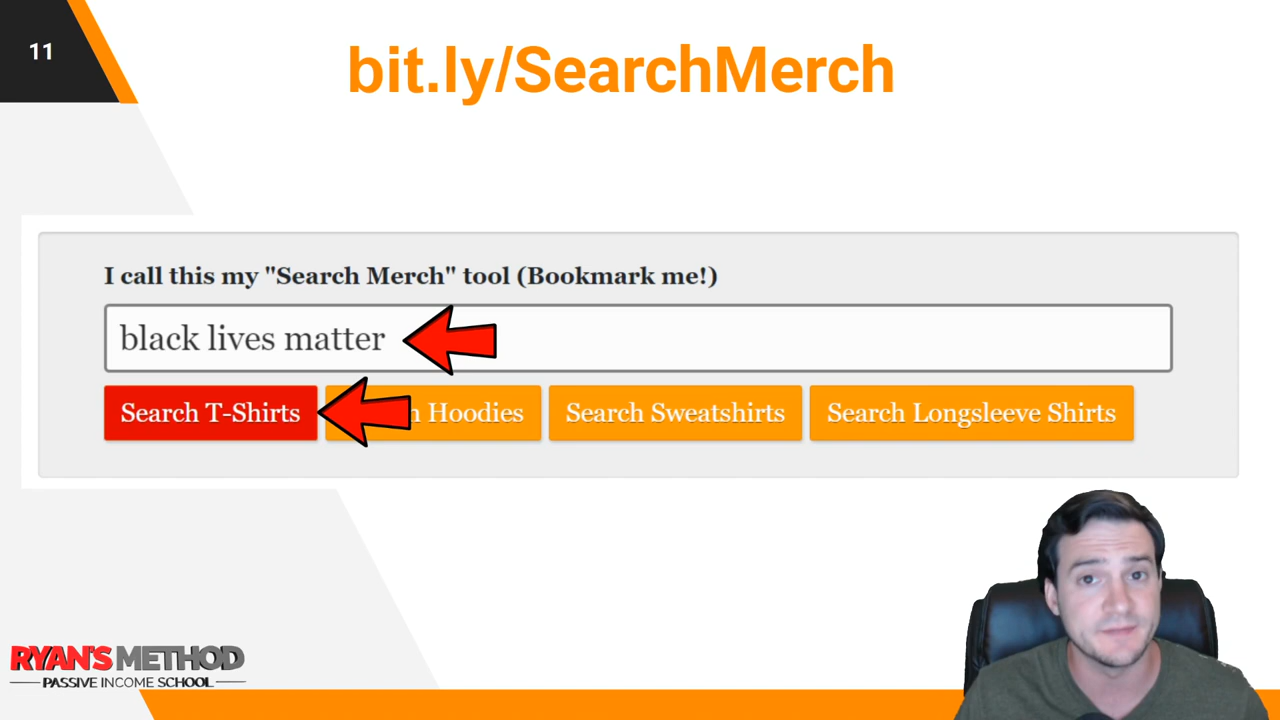 11
bit.ly/SearchMerch
I call this my "Search Merch" tool (Bookmark me!)
black lives matter
Search T-Shirts
Hoodies
Search Sweatshirts
Search Longsleeve Shirts
RYAN'S METHOD
PASSIVE INCOME SCHOOL